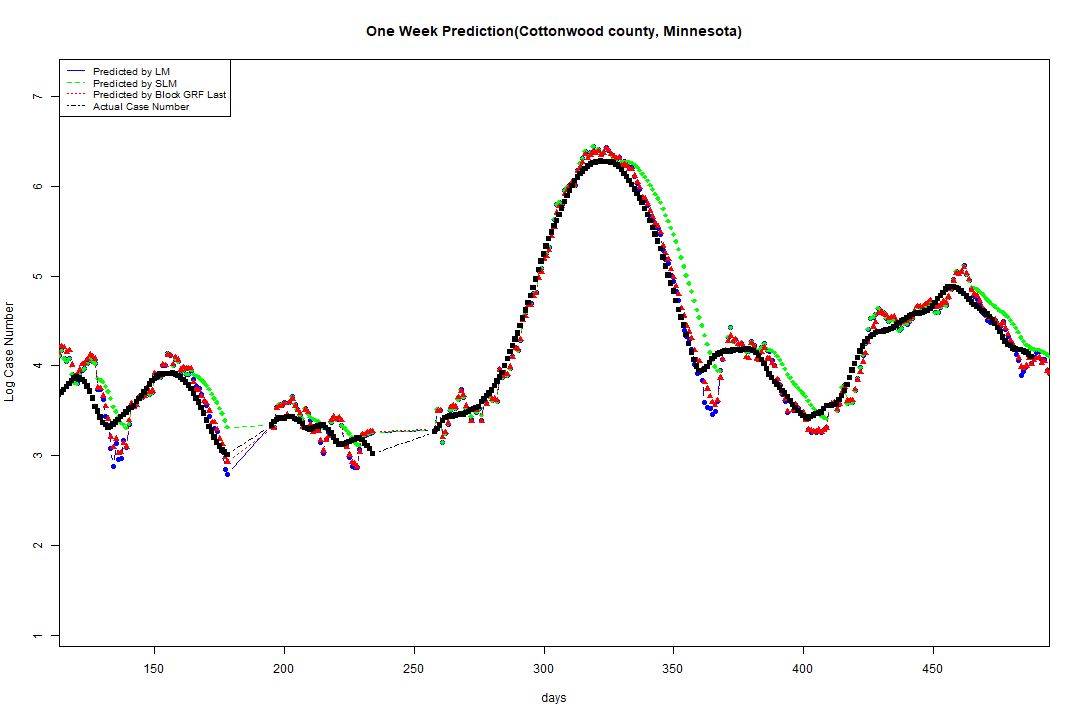 One Week Prediction(Cottonwood county, Minnesota)
Predicted by LM
Predicted by SLM
Predicted by Block GRF Last
Actual Case Number
Log Case Number
7
6
5
4
3
2
1
150 200 250 300 350 400 450
days